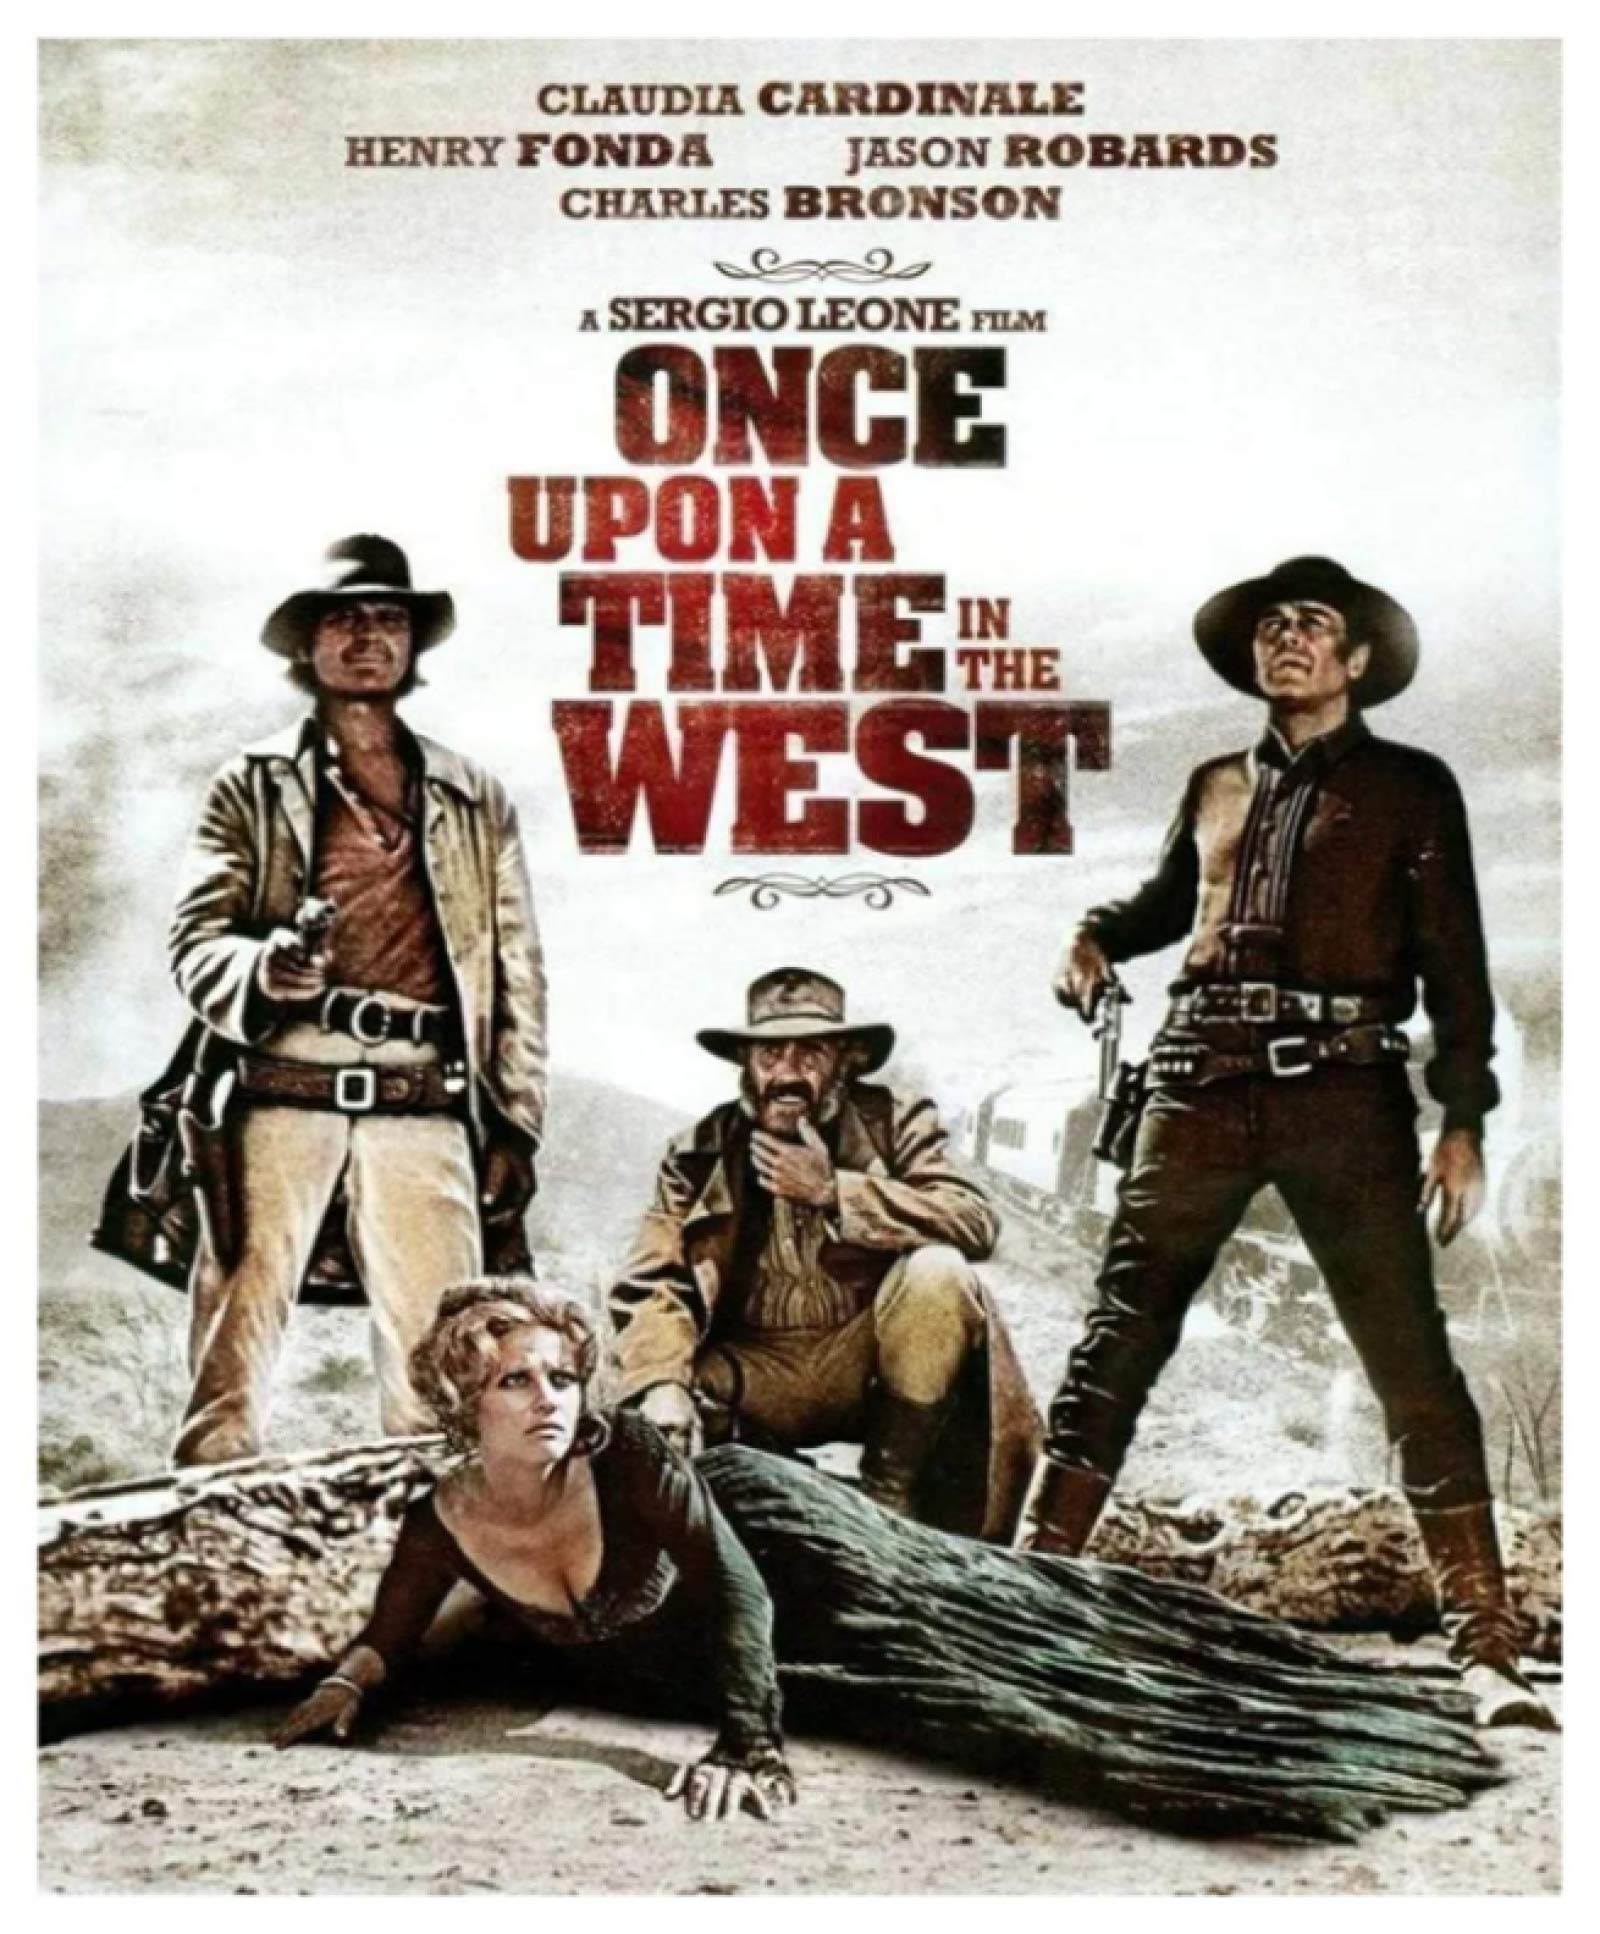 CLAUDIA CARDINALE
HENRY FONDA JASON ROBARDS
CHARLES BRONSON
A SERGIO LEONE FILM
ONCE
UPON A
TIME IN THE
WEST